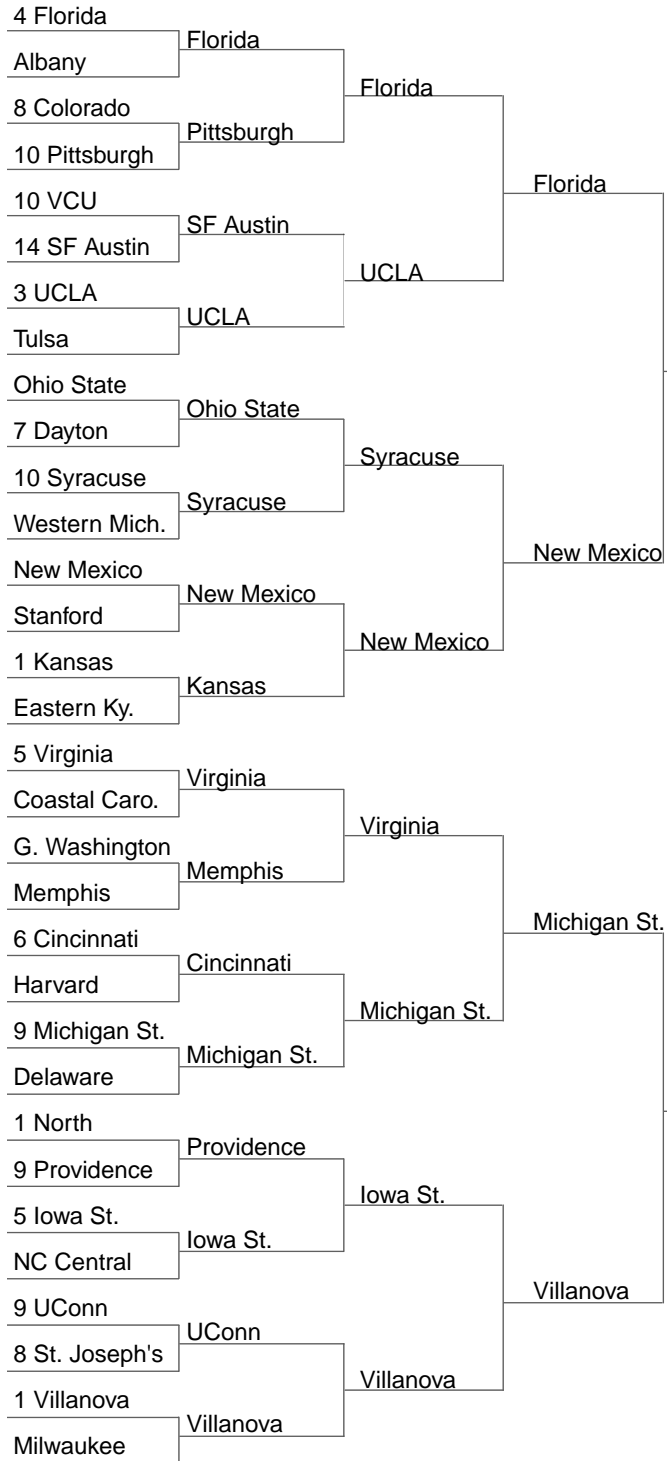 4 Florida
Albany
8 Colorado
10 Pittsburgh
10 VCU
14 SF Austin
3 UCLA
Tulsa
Ohio State
7 Dayton
10 Syracuse
Western Mich.
New Mexico
Stanford
1 Kansas
Eastern Ky.
5 Virginia
Coastal Caro.
G. Washington
Memphis
6 Cincinnati
Harvard
9 Michigan St.
Delaware
1 North
9 Providence
5 Iowa St.
NC Central
9 UConn
8 St. Joseph's
1 Villanova
Milwaukee
Florida
Pittsburgh
SF Austin
UCLA
Ohio State
Syracuse
New Mexico
Kansas
Virginia
Memphis
Cincinnati
Michigan St.
Providence
Iowa St.
UConn
Villanova
Florida
UCLA
Syracuse
New Mexico
Virginia
Michigan St.
Iowa St.
Villanova
Florida
New Mexico
Michigan St.
Villanova